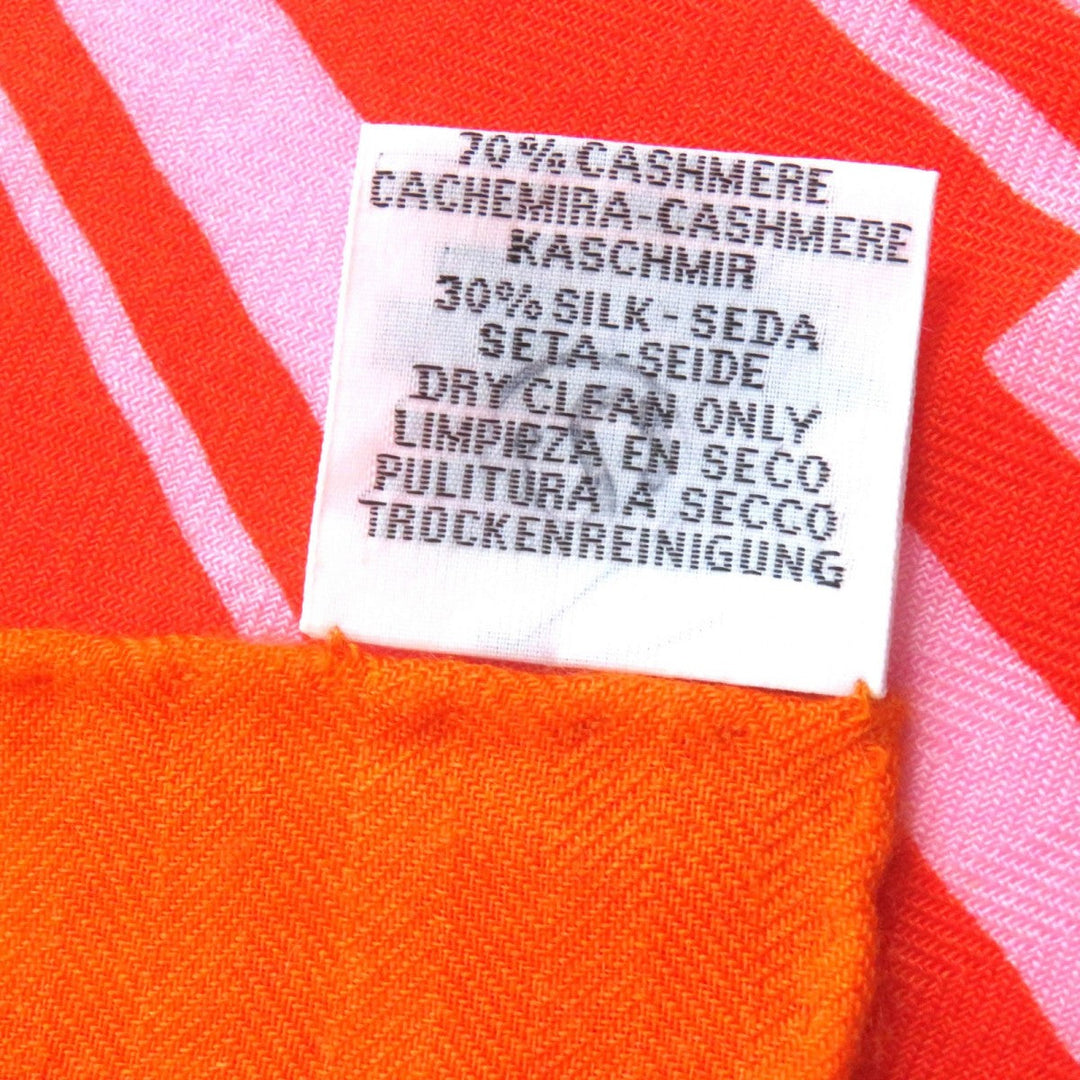 70% CASHMERE
CACHEMIRA-CASHMERE
KASCHMIR
30% SILK - SEDA
SETA - SEIDE
DRY CLEAN ONLY
LIMPIEZA EN SECO
PULITURA A SECCO
TROCKENREINIGUNG